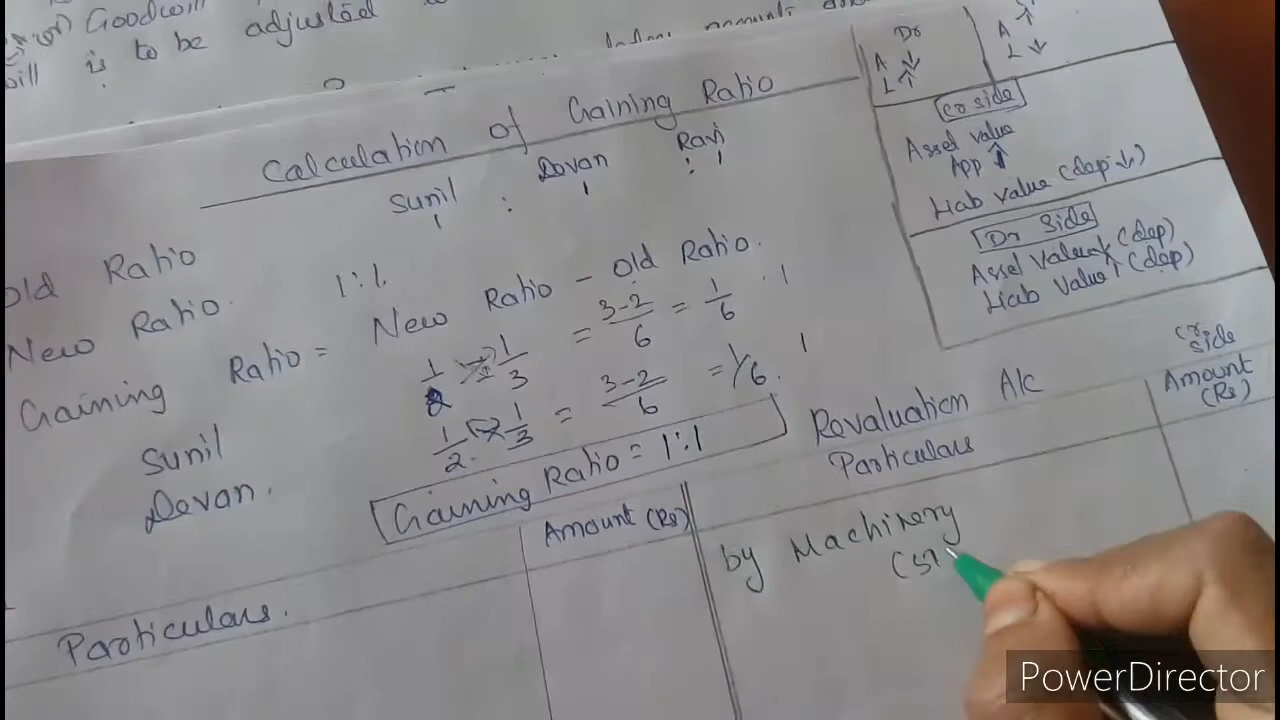 Goodwill
will is to be adjusted
Calculation of Gaining Ratio
Sunil : Devan : Ravi
1 1 1
Old Ratio
New Ratio. 1:1.
Gaining Ratio = New Ratio - Old Ratio.
Sunil 1/2 - 1/3 = 3-2/6 = 1/6 1
Devan. 1/2 - 1/3 = 3-2/6 = 1/6. 1
Gaining Ratio = 1:1
Dr
A ↓ A ↑
L ↑ L ↓
Cr side
Asset value
App ↑
Liab value (dep ↓)
Dr Side
Asset value (dep)
Liab value (dep)
Revaluation A/c
Cr side
Particulars. Amount (Rs) Particulars Amount (Rs)
by Machinery
PowerDirector